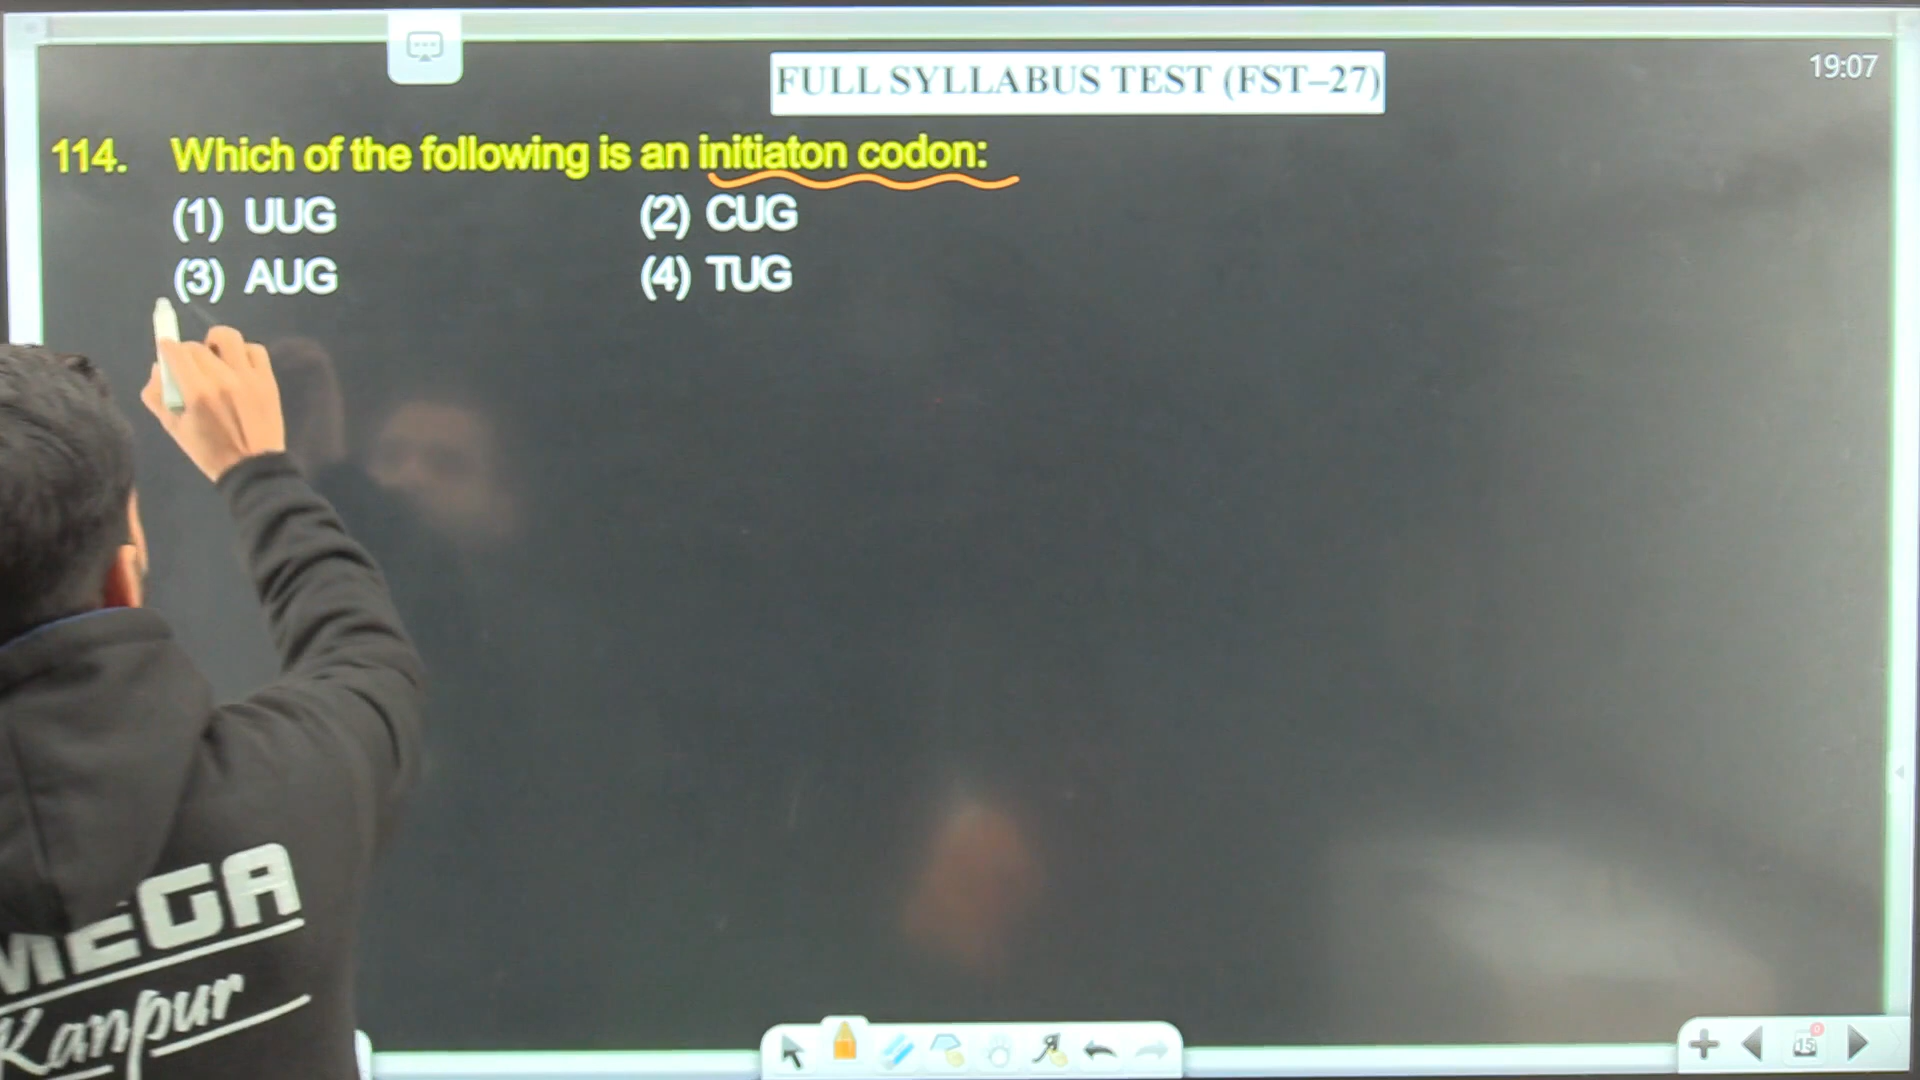 FULL SYLLABUS TEST (FST–27)
19:07
114. Which of the following is an initiaton codon:
(1) UUG (2) CUG
(3) AUG (4) TUG
MEGA
Kanpur
15